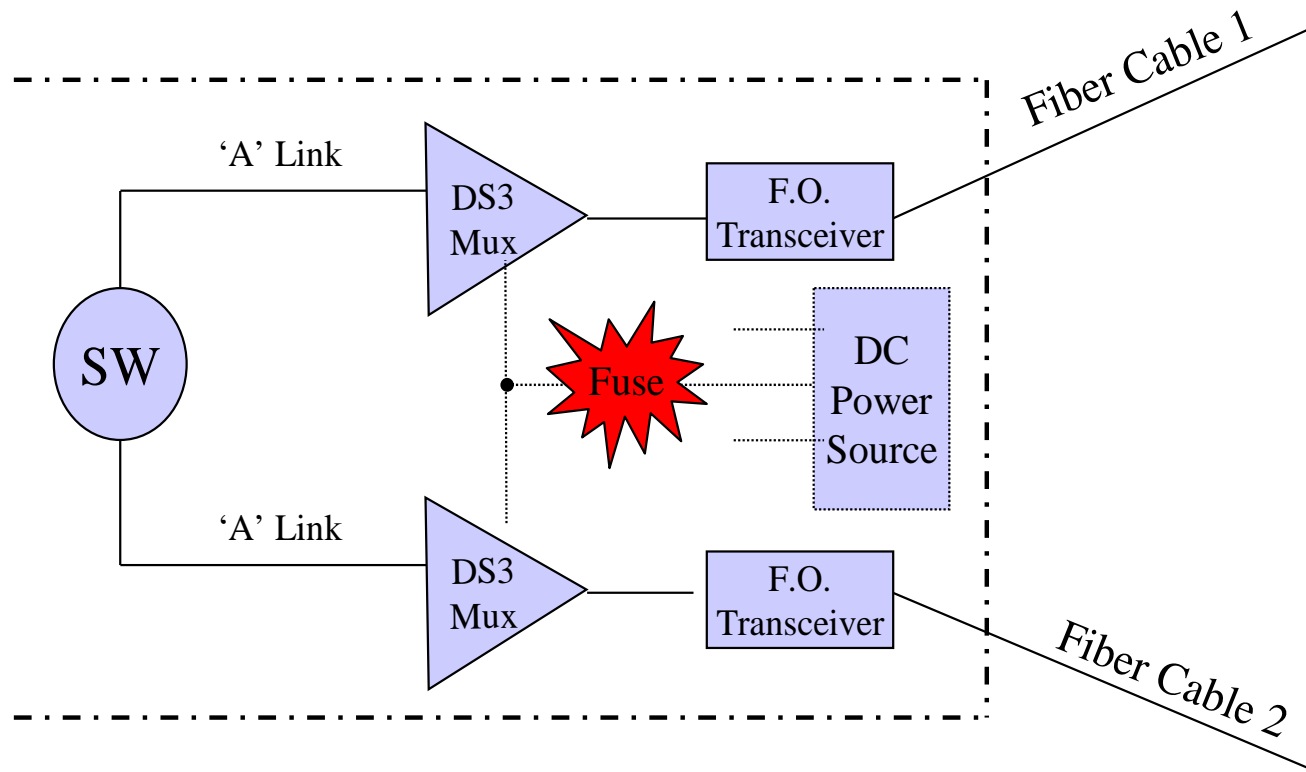 Fiber Cable 1
‘A’ Link
DS3
Mux
F.O.
Transceiver
SW
Fuse
DC
Power
Source
‘A’ Link
DS3
Mux
F.O.
Transceiver
Fiber Cable 2